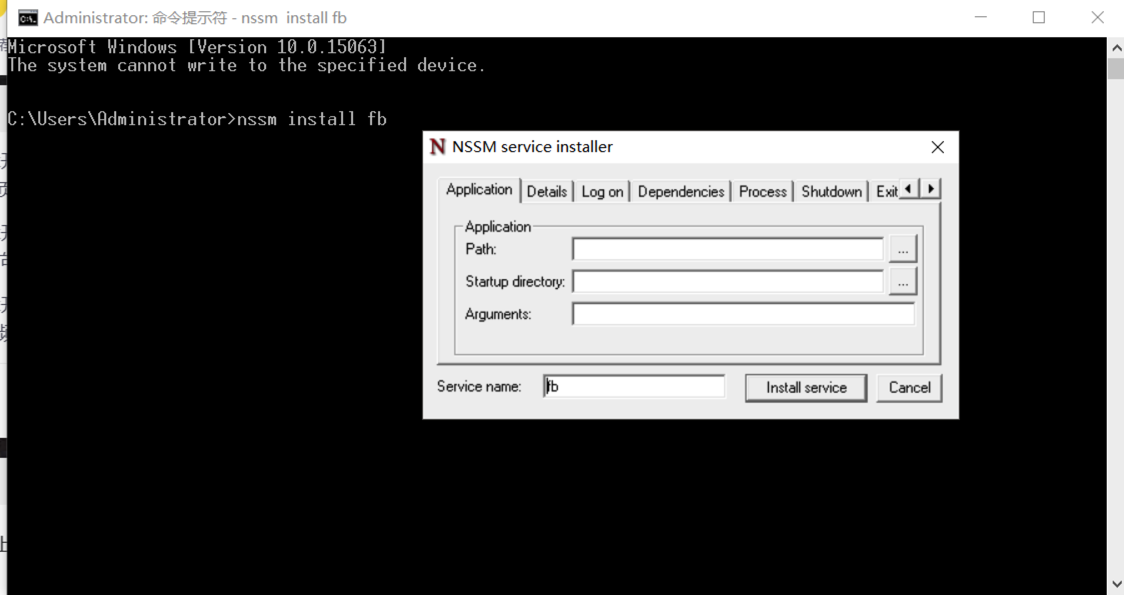 Administrator: 命令提示符 - nssm  install fb
Microsoft Windows [Version 10.0.15063]
The system cannot write to the specified device.
C:\Users\Administrator>nssm install fb
NSSM service installer
Application Details Log on Dependencies Process Shutdown Exit
Application
Path:
...
Startup directory:
...
Arguments:
Service name: fb Install service Cancel